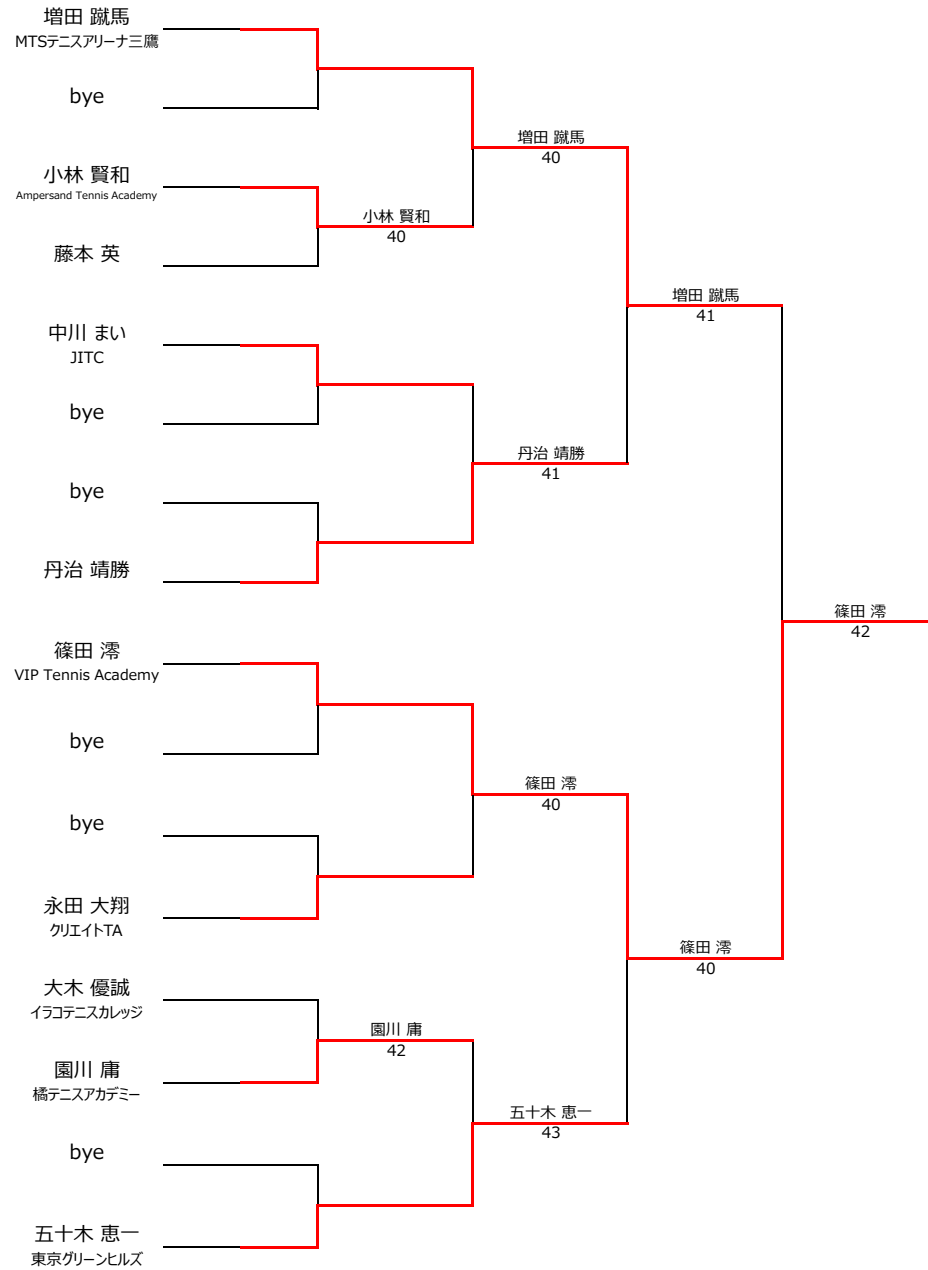 増田 蹴馬
MTSテニスアリーナ三鷹
bye
小林 賢和
Ampersand Tennis Academy
藤本 英
中川 まい
JITC
bye
bye
丹治 靖勝
篠田 澪
VIP Tennis Academy
bye
bye
永田 大翔
クリエイトTA
大木 優誠
イラコテニスカレッジ
園川 庸
橘テニスアカデミー
bye
五十木 恵一
東京グリーンヒルズ
小林 賢和
40
園川 庸
42
増田 蹴馬
40
丹治 靖勝
41
篠田 澪
40
五十木 恵一
43
増田 蹴馬
41
篠田 澪
40
篠田 澪
42